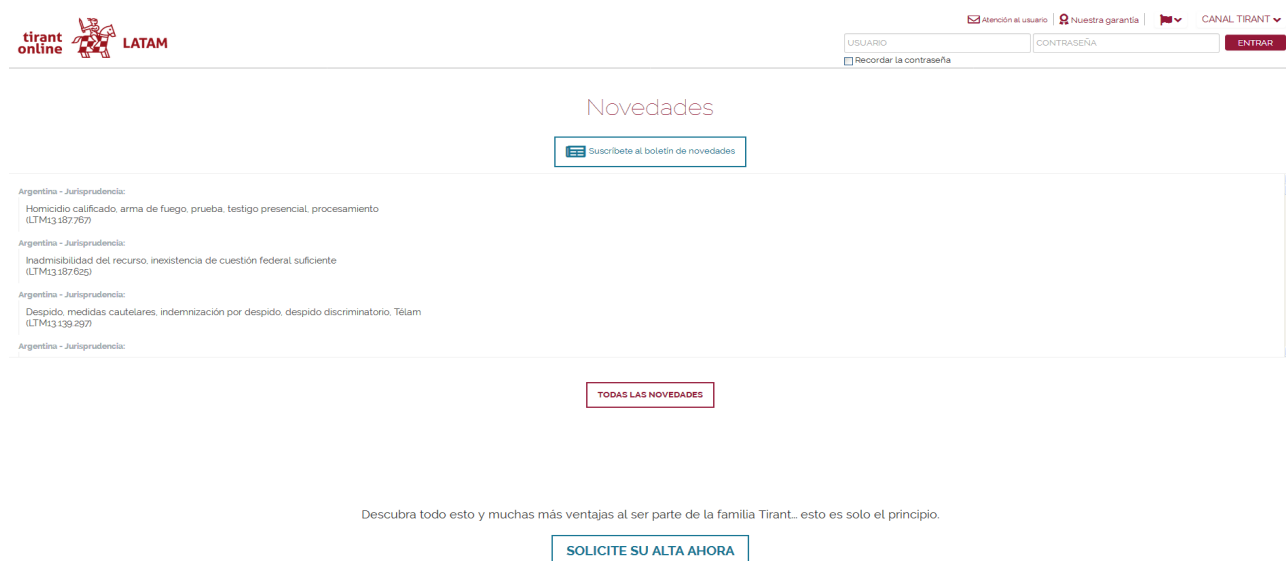 Atención al usuario Nuestra garantía CANAL TIRANT
tirant
online LATAM
USUARIO CONTRASEÑA ENTRAR
Recordar la contraseña
Novedades
Suscríbete al boletín de novedades
Argentina - Jurisprudencia:
Homicidio calificado, arma de fuego, prueba, testigo presencial, procesamiento
(LTM13.187.767)
Argentina - Jurisprudencia:
Inadmisibilidad del recurso, inexistencia de cuestión federal suficiente
(LTM13.187.625)
Argentina - Jurisprudencia:
Despido, medidas cautelares, indemnización por despido, despido discriminatorio, Télam
(LTM13.139.297)
Argentina - Jurisprudencia:
TODAS LAS NOVEDADES
Descubra todo esto y muchas más ventajas al ser parte de la familia Tirant... esto es solo el principio.
SOLICITE SU ALTA AHORA